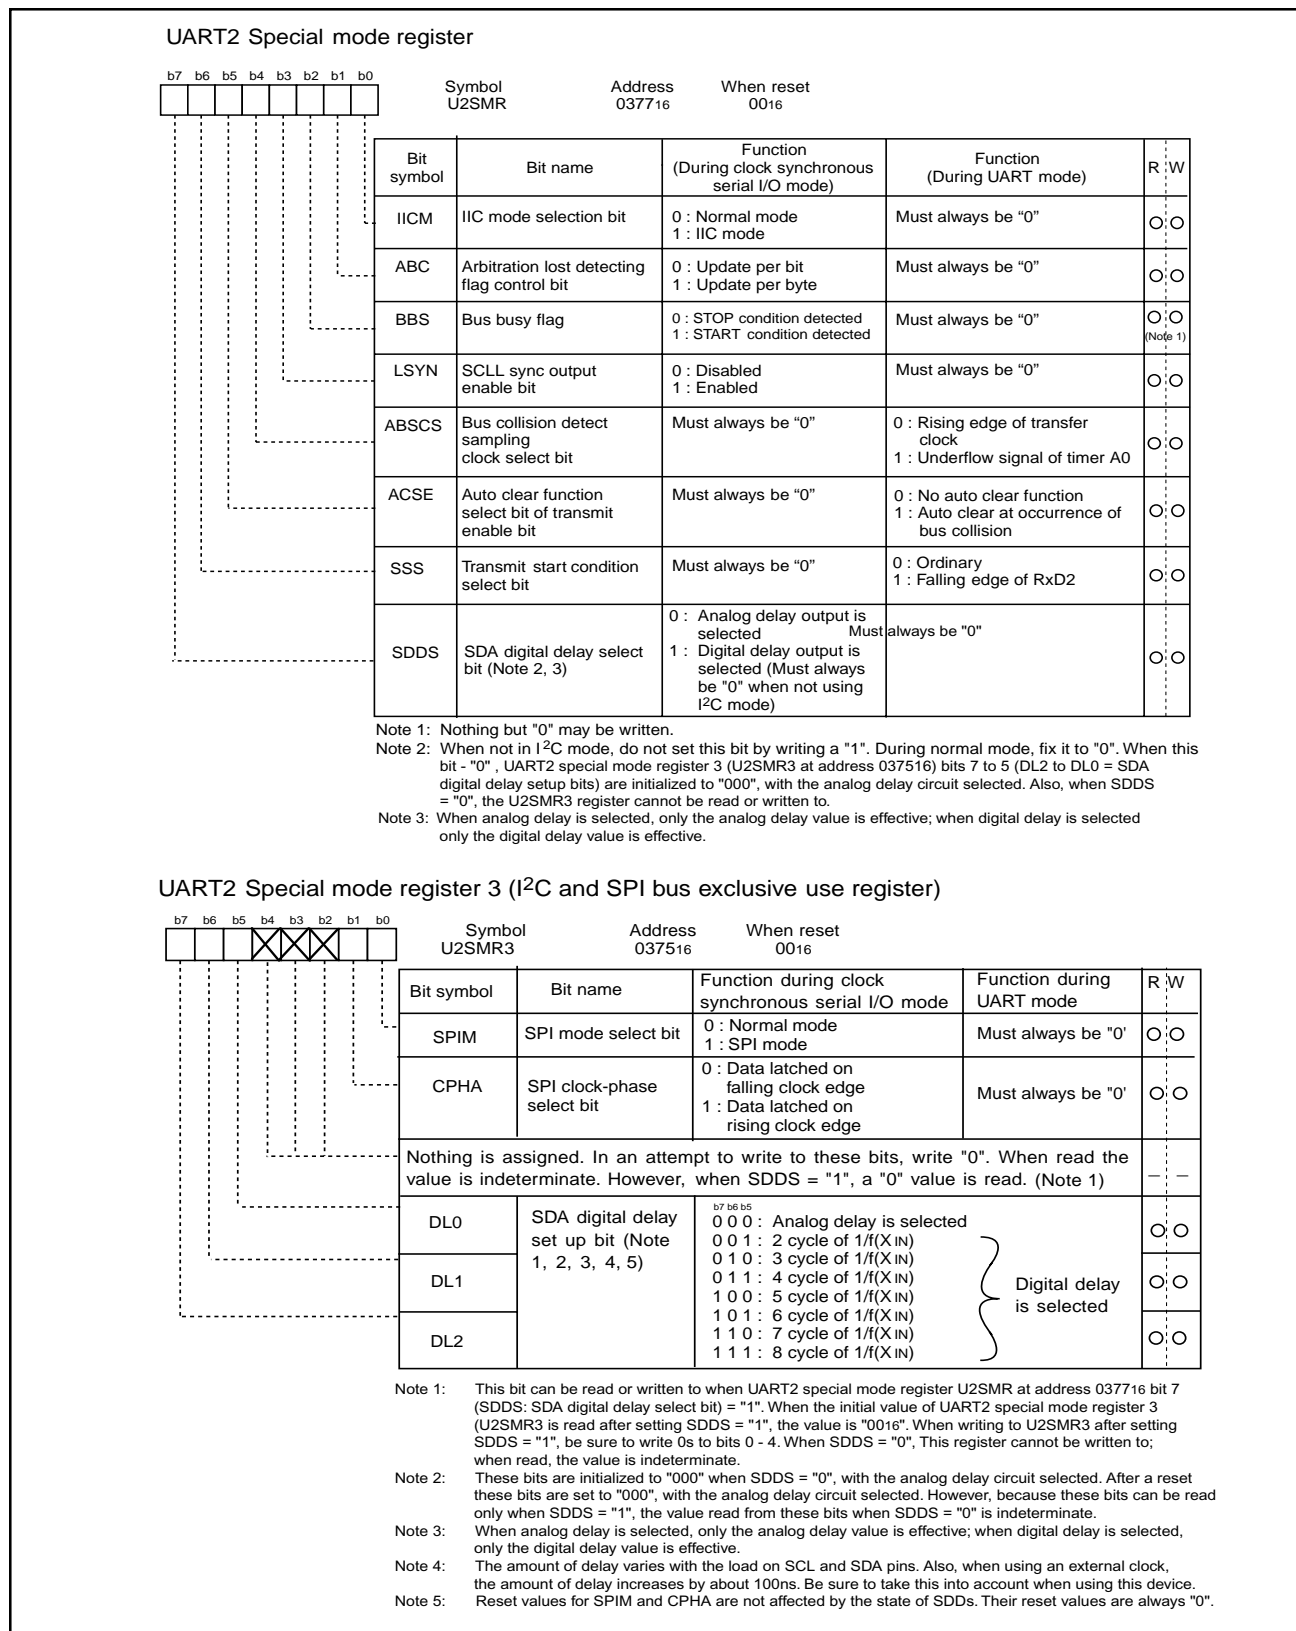 UART2 Special mode register
b7 b6 b5 b4 b3 b2 b1 b0
Symbol Address When reset
U2SMR 037716 0016
Bit symbol
Bit name
Function (During clock synchronous serial I/O mode)
Function (During UART mode)
R W
IICM
IIC mode selection bit
0 : Normal mode
1 : IIC mode
Must always be “0”
ABC
Arbitration lost detecting
flag control bit
0 : Update per bit
1 : Update per byte
Must always be “0”
BBS
Bus busy flag
0 : STOP condition detected
1 : START condition detected
Must always be “0”
(Note 1)
LSYN
SCLL sync output
enable bit
0 : Disabled
1 : Enabled
Must always be “0”
ABSCS
Bus collision detect
sampling
clock select bit
Must always be “0”
0 : Rising edge of transfer
clock
1 : Underflow signal of timer A0
ACSE
Auto clear function
select bit of transmit
enable bit
Must always be “0”
0 : No auto clear function
1 : Auto clear at occurrence of
bus collision
SSS
Transmit start condition
select bit
Must always be “0”
0 : Ordinary
1 : Falling edge of RxD2
SDDS
SDA digital delay select
bit (Note 2, 3)
0 : Analog delay output is
selected
1 : Digital delay output is
selected (Must always
be "0" when not using
I2C mode)
Must always be "0"
Note 1: Nothing but "0" may be written.
Note 2: When not in I2C mode, do not set this bit by writing a "1". During normal mode, fix it to "0". When this
bit - "0" , UART2 special mode register 3 (U2SMR3 at address 037516) bits 7 to 5 (DL2 to DL0 = SDA
digital delay setup bits) are initialized to "000", with the analog delay circuit selected. Also, when SDDS
= "0", the U2SMR3 register cannot be read or written to.
Note 3: When analog delay is selected, only the analog delay value is effective; when digital delay is selected
only the digital delay value is effective.
UART2 Special mode register 3 (I2C and SPI bus exclusive use register)
b7 b6 b5 b4 b3 b2 b1 b0
Symbol Address When reset
U2SMR3 037516 0016
Bit symbol
Bit name
Function during clock
synchronous serial I/O mode
Function during
UART mode
R W
SPIM
SPI mode select bit
0 : Normal mode
1 : SPI mode
Must always be "0'
CPHA
SPI clock-phase
select bit
0 : Data latched on
falling clock edge
1 : Data latched on
rising clock edge
Must always be "0'
Nothing is assigned. In an attempt to write to these bits, write "0". When read the
value is indeterminate. However, when SDDS = "1", a "0" value is read. (Note 1)
– –
DL0
DL1
DL2
SDA digital delay
set up bit (Note
1, 2, 3, 4, 5)
b7 b6 b5
0 0 0 : Analog delay is selected
0 0 1 : 2 cycle of 1/f(XIN)
0 1 0 : 3 cycle of 1/f(XIN)
0 1 1 : 4 cycle of 1/f(XIN)
1 0 0 : 5 cycle of 1/f(XIN)
1 0 1 : 6 cycle of 1/f(XIN)
1 1 0 : 7 cycle of 1/f(XIN)
1 1 1 : 8 cycle of 1/f(XIN)
Digital delay
is selected
Note 1: This bit can be read or written to when UART2 special mode register U2SMR at address 037716 bit 7
(SDDS: SDA digital delay select bit) = "1". When the initial value of UART2 special mode register 3
(U2SMR3 is read after setting SDDS = "1", the value is "0016". When writing to U2SMR3 after setting
SDDS = "1", be sure to write 0s to bits 0 - 4. When SDDS = "0", This register cannot be written to;
when read, the value is indeterminate.
Note 2: These bits are initialized to "000" when SDDS = "0", with the analog delay circuit selected. After a reset
these bits are set to "000", with the analog delay circuit selected. However, because these bits can be read
only when SDDS = "1", the value read from these bits when SDDS = "0" is indeterminate.
Note 3: When analog delay is selected, only the analog delay value is effective; when digital delay is selected,
only the digital delay value is effective.
Note 4: The amount of delay varies with the load on SCL and SDA pins. Also, when using an external clock,
the amount of delay increases by about 100ns. Be sure to take this into account when using this device.
Note 5: Reset values for SPIM and CPHA are not affected by the state of SDDs. Their reset values are always "0".